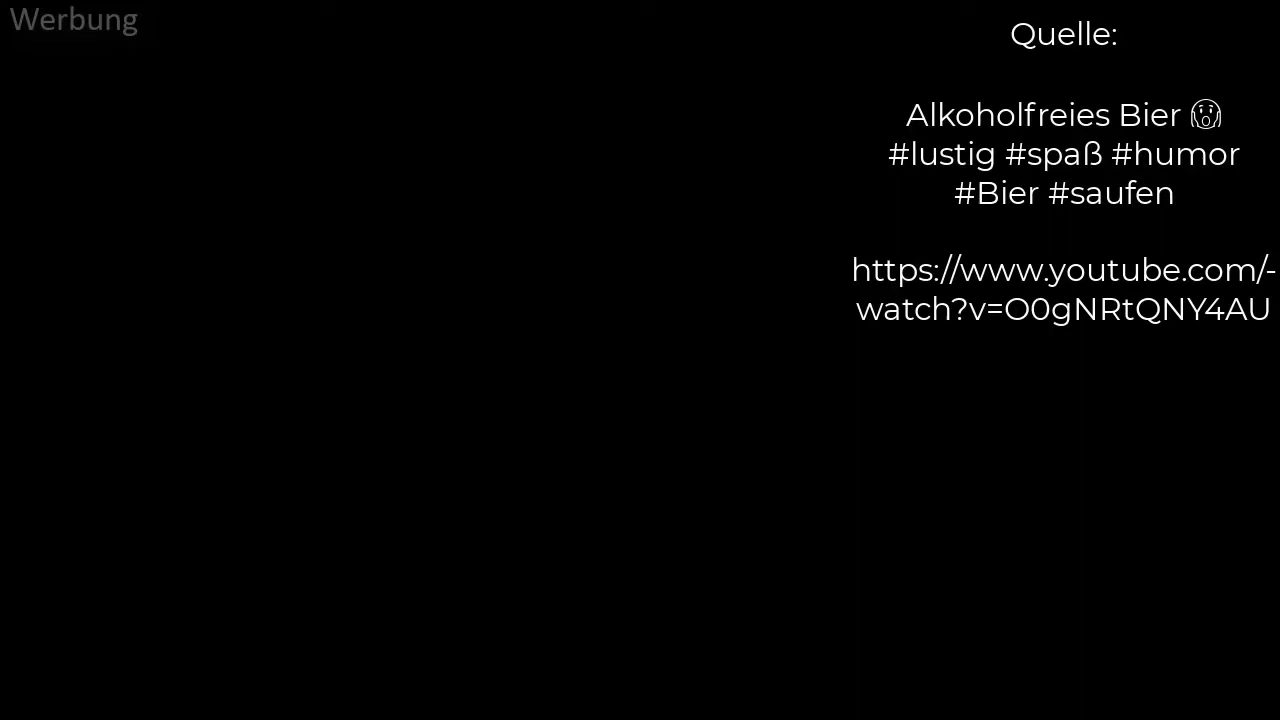 Werbung
Quelle:
Alkoholfreies Bier 😱
#lustig #spaß #humor
#Bier #saufen
https://www.youtube.com/-
watch?v=O0gNRtQNY4AU